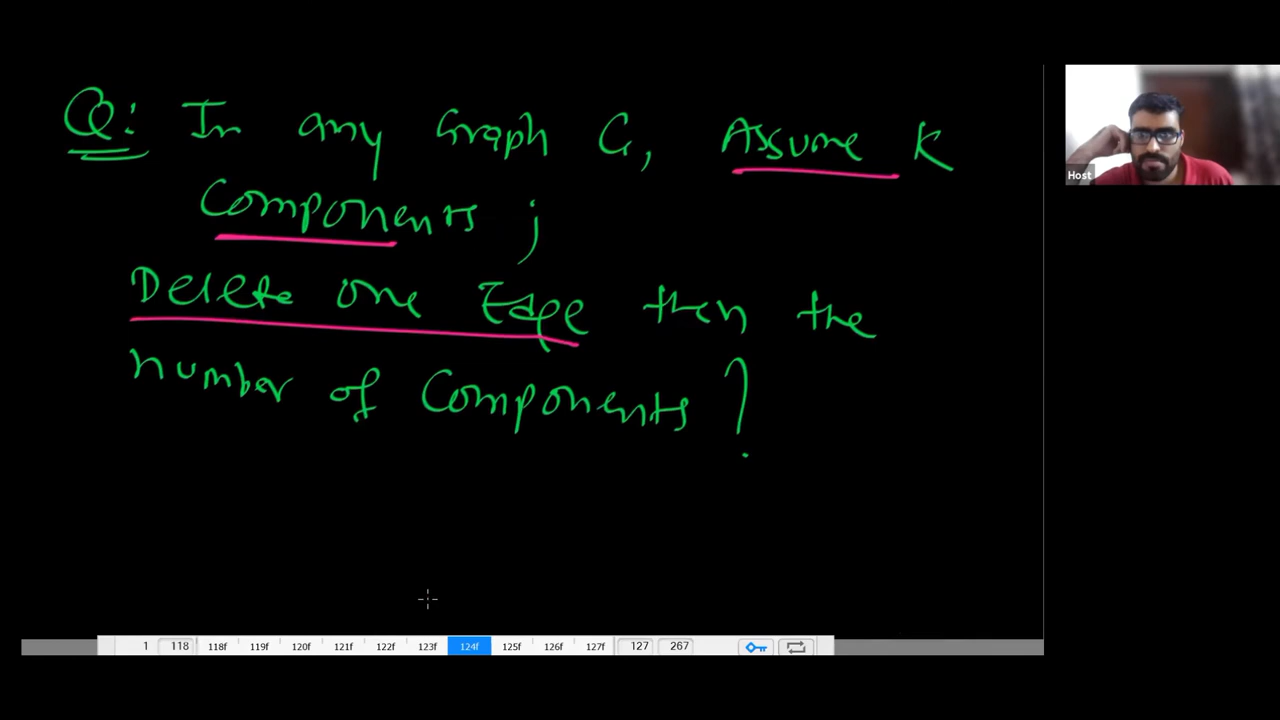 Q: In any Graph G, Assume K
Components ;
Delete one Edge then the
number of Components ?
Host
1 118 118f 119f 120f 121f 122f 123f 124f 125f 126f 127f 127 267